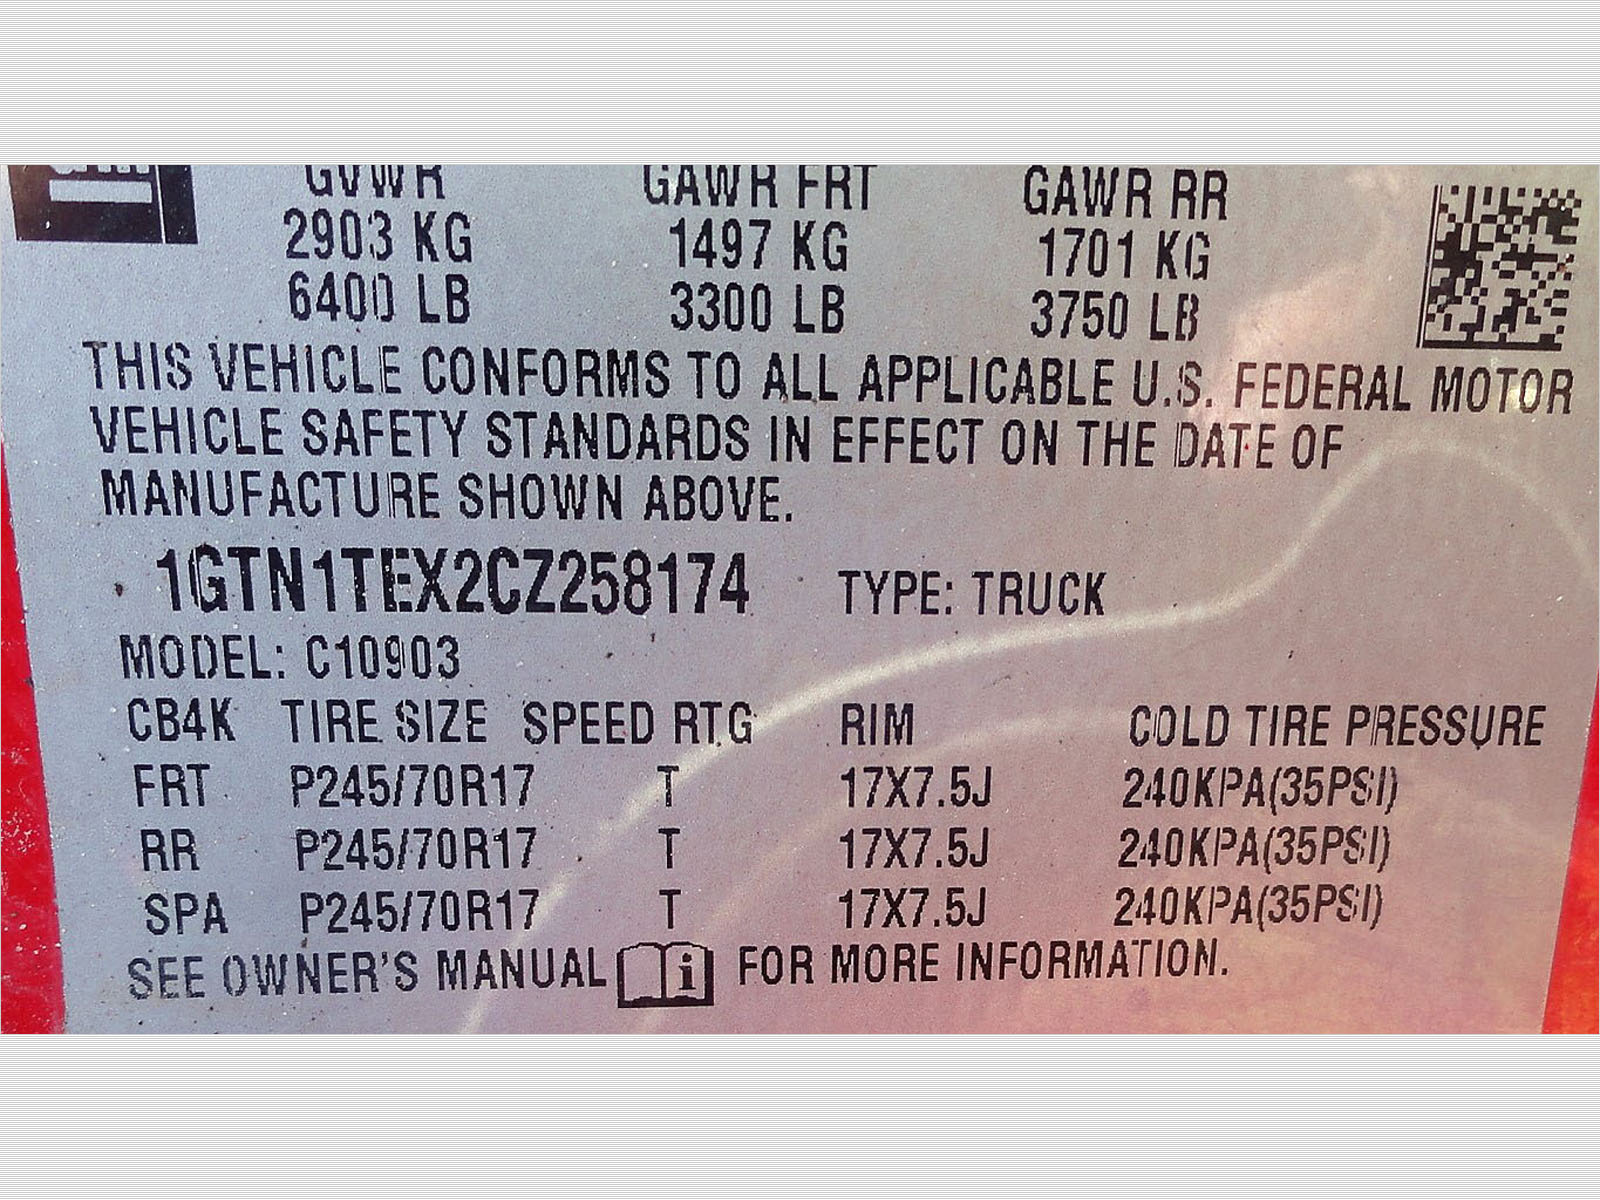 GVWR GAWR FRT GAWR RR
2903 KG 1497 KG 1701 KG
6400 LB 3300 LB 3750 LB
THIS VEHICLE CONFORMS TO ALL APPLICABLE U.S. FEDERAL MOTOR
VEHICLE SAFETY STANDARDS IN EFFECT ON THE DATE OF
MANUFACTURE SHOWN ABOVE.
1GTN1TEX2CZ258174 TYPE: TRUCK
MODEL: C10903
CB4K TIRE SIZE SPEED RTG RIM COLD TIRE PRESSURE
FRT P245/70R17 T 17X7.5J 240KPA(35PSI)
RR P245/70R17 T 17X7.5J 240KPA(35PSI)
SPA P245/70R17 T 17X7.5J 240KPA(35PSI)
SEE OWNER'S MANUAL i FOR MORE INFORMATION.